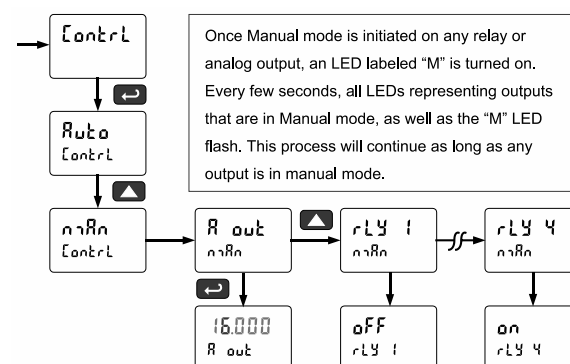 Contrl
Once Manual mode is initiated on any relay or
analog output, an LED labeled “M” is turned on.
Every few seconds, all LEDs representing outputs
that are in Manual mode, as well as the “M” LED
flash. This process will continue as long as any
output is in manual mode.
Auto
Contrl
mAn
Contrl
A out
mAn
rLY 1
mAn
rLY 4
mAn
16.000
A out
oFF
rLY 1
on
rLY 4